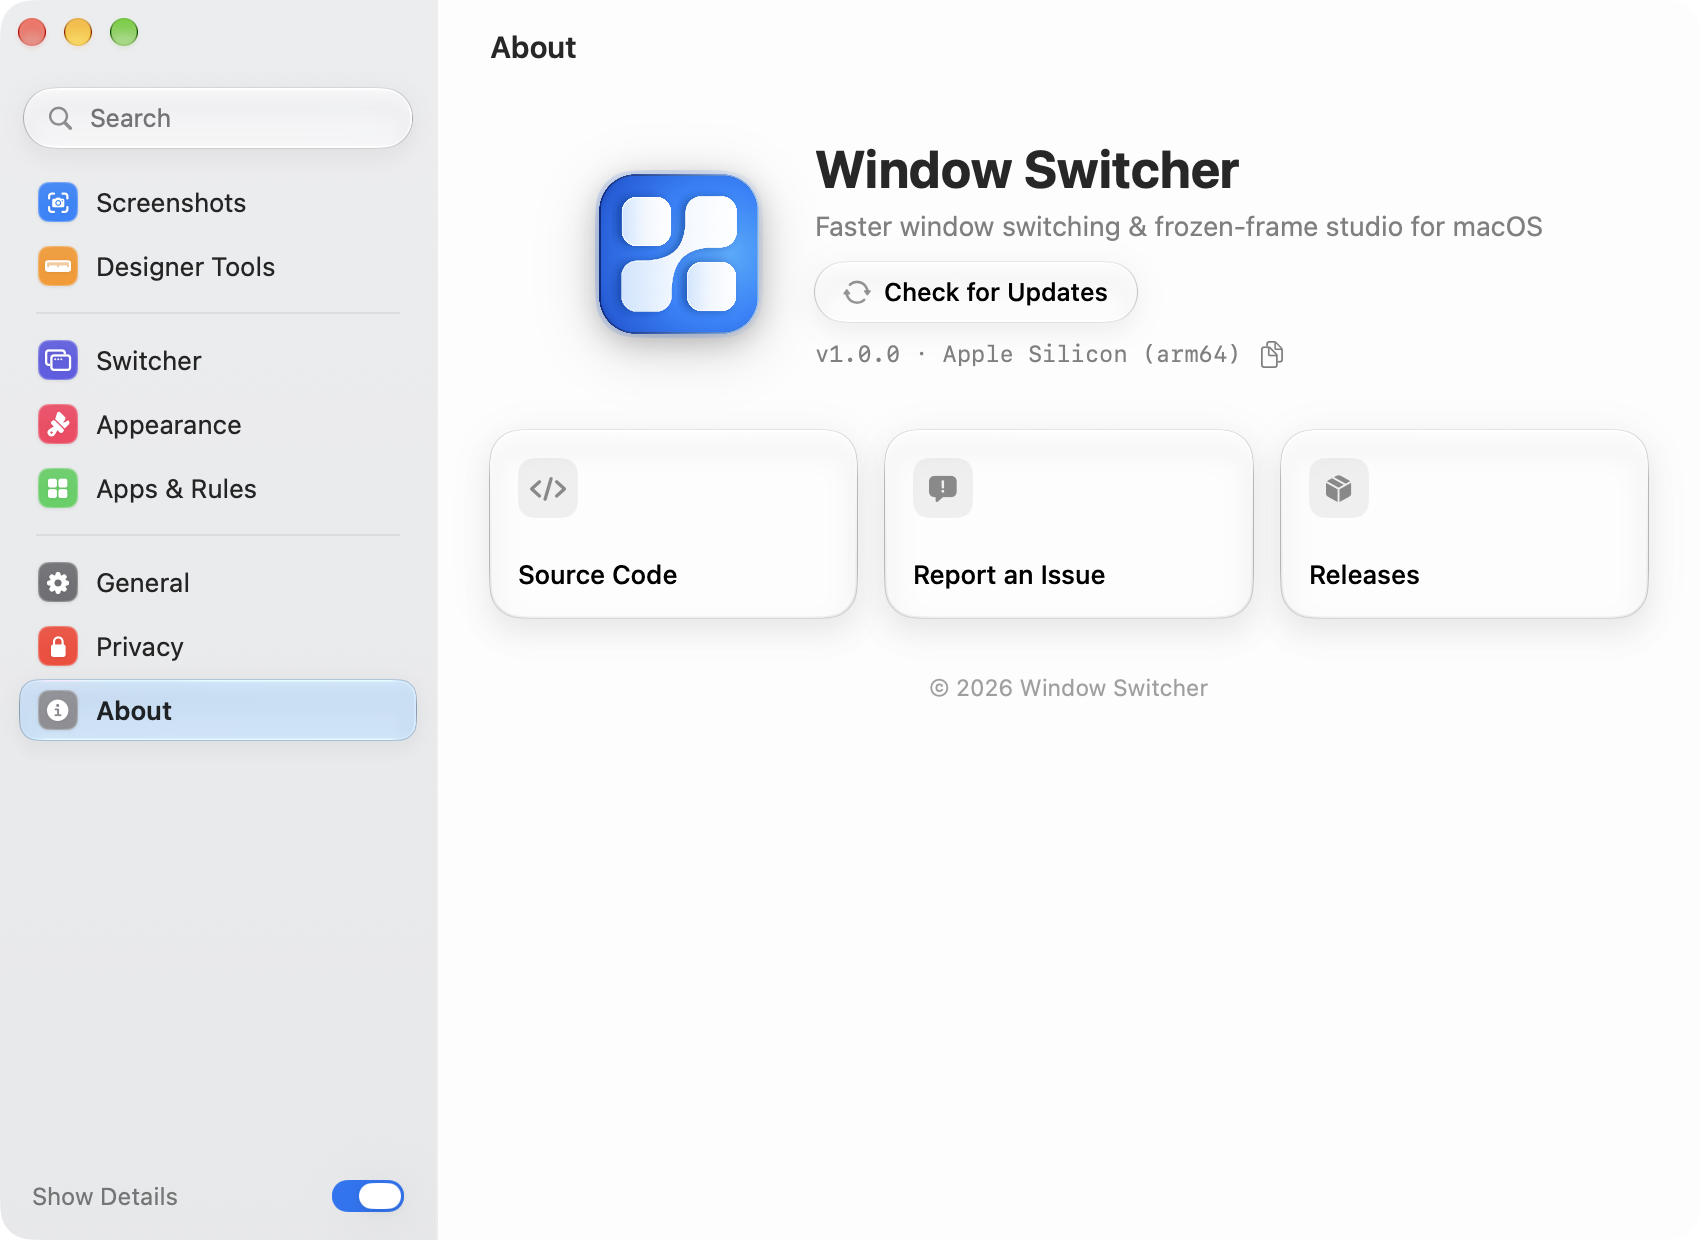 About
Search
Screenshots
Designer Tools
Switcher
Appearance
Apps & Rules
General
Privacy
About
Show Details
Window Switcher
Faster window switching & frozen-frame studio for macOS
Check for Updates
v1.0.0 · Apple Silicon (arm64)
Source Code
Report an Issue
Releases
© 2026 Window Switcher